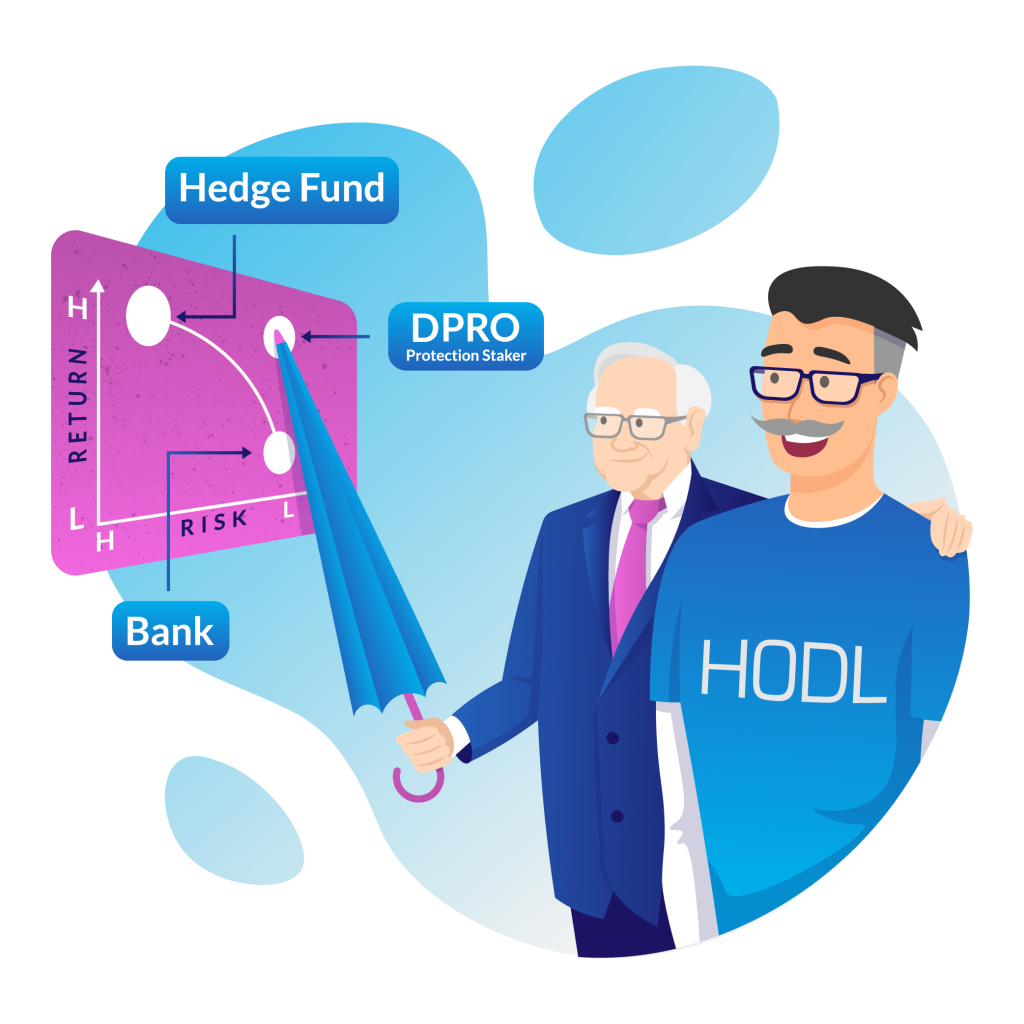 Hedge Fund
H
DPRO
Protection Staker
RETURN
L
H
RISK
L
Bank
HODL